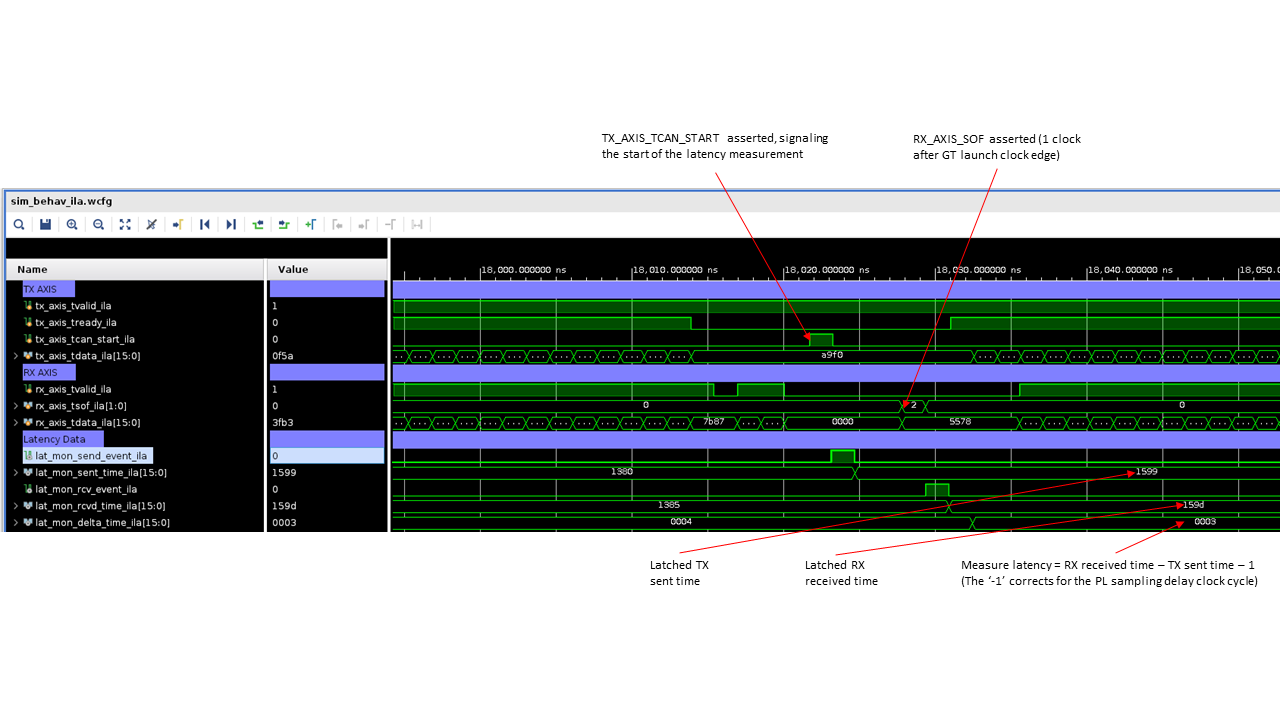 TX_AXIS_TCAN_START asserted, signaling
the start of the latency measurement
RX_AXIS_SOF asserted (1 clock
after GT launch clock edge)
sim_behav_ila.wcfg
Name Value
18,000.000000 ns 18,010.000000 ns 18,020.000000 ns 18,030.000000 ns 18,040.000000 ns 18,050.0
TX AXIS
tx_axis_tvalid_ila 1
tx_axis_tready_ila 0
tx_axis_tcan_start_ila 0
tx_axis_tdata_ila[15:0] 0f5a a9f0
RX AXIS
rx_axis_tvalid_ila 1
rx_axis_tsof_ila[1:0] 0 0 2 0
rx_axis_tdata_ila[15:0] 3fb3 7b87 0000 5578
Latency Data
lat_mon_send_event_ila 0
lat_mon_sent_time_ila[15:0] 1599 1380 1599
lat_mon_rcv_event_ila 0
lat_mon_rcvd_time_ila[15:0] 159d 1385 159d
lat_mon_delta_time_ila[15:0] 0003 0004 0003
Latched TX
sent time
Latched RX
received time
Measure latency = RX received time – TX sent time – 1
(The ‘-1’ corrects for the PL sampling delay clock cycle)